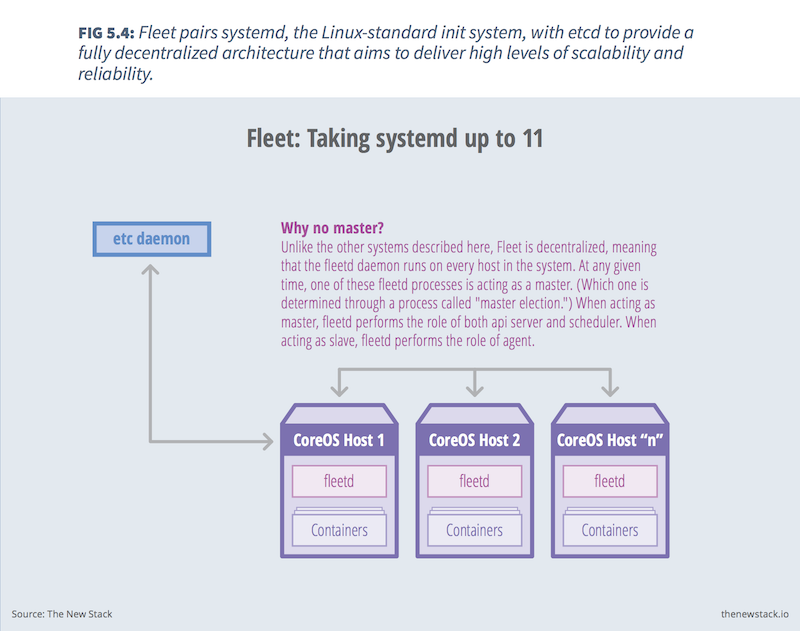 FIG 5.4: Fleet pairs systemd, the Linux-standard init system, with etcd to provide a
fully decentralized architecture that aims to deliver high levels of scalability and
reliability.
Fleet: Taking systemd up to 11
etc daemon
Why no master?
Unlike the other systems described here, Fleet is decentralized, meaning
that the fleetd daemon runs on every host in the system. At any given
time, one of these fleetd processes is acting as a master. (Which one is
determined through a process called "master election.") When acting as
master, fleetd performs the role of both api server and scheduler. When
acting as slave, fleetd performs the role of agent.
CoreOS Host 1
fleetd
Containers
CoreOS Host 2
fleetd
Containers
CoreOS Host “n”
fleetd
Containers
Source: The New Stack
thenewstack.io